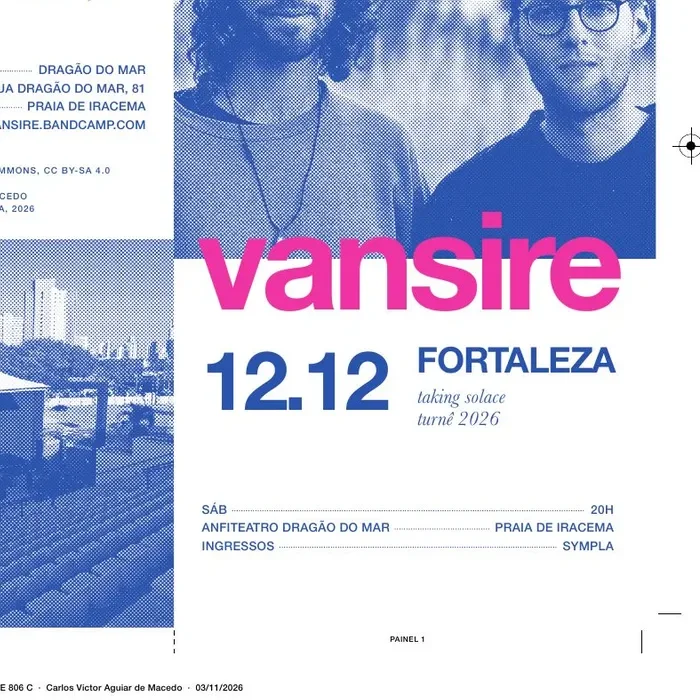 DRAGÃO DO MAR
UA DRAGÃO DO MAR, 81
PRAIA DE IRACEMA
ANSIRE.BANDCAMP.COM
MMONS, CC BY-SA 4.0
CEDO
A, 2026
vansire
12.12
FORTALEZA
taking solace
turnê 2026
SÁB 20H
ANFITEATRO DRAGÃO DO MAR PRAIA DE IRACEMA
INGRESSOS SYMPLA
PAINEL 1
E 806 C · Carlos Victor Aguiar de Macedo · 03/11/2026